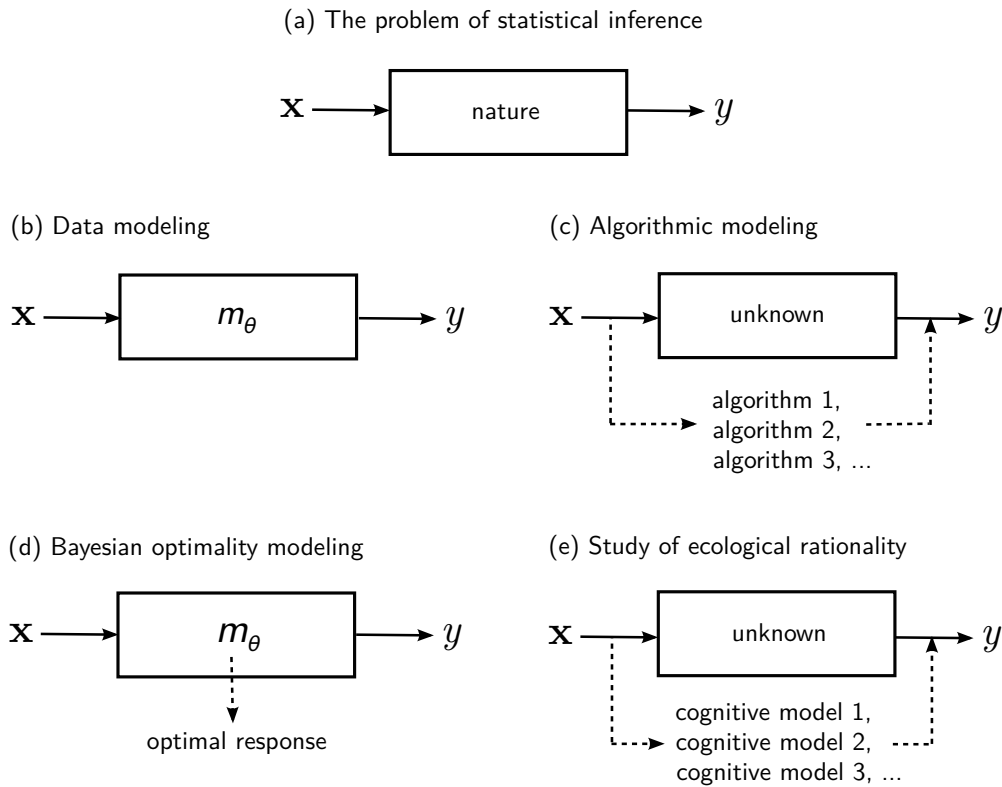 (a) The problem of statistical inference
x nature y
(b) Data modeling
x m_θ y
(c) Algorithmic modeling
x unknown y
algorithm 1,
algorithm 2,
algorithm 3, ...
(d) Bayesian optimality modeling
x m_θ y
optimal response
(e) Study of ecological rationality
x unknown y
cognitive model 1,
cognitive model 2,
cognitive model 3, ...